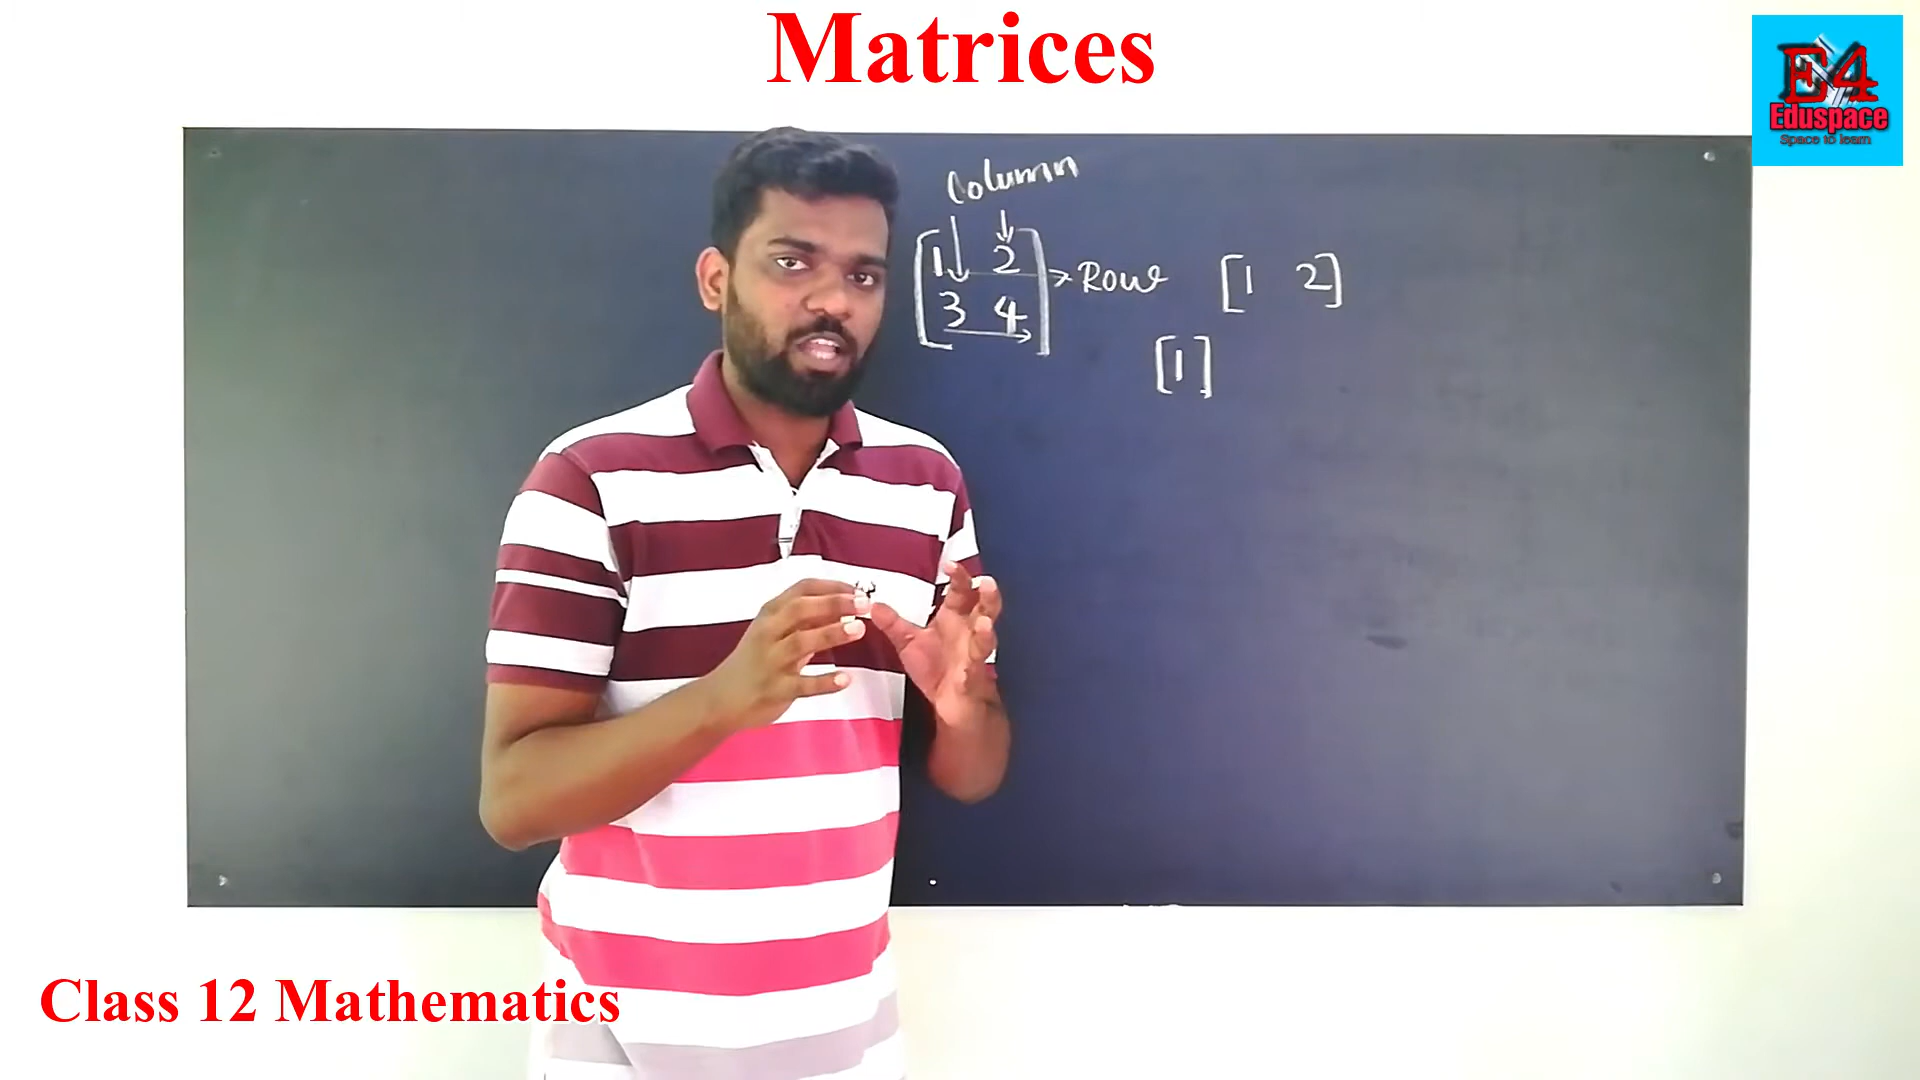 Matrices
E4
Eduspace
Space to learn
Column
1 2
3 4
Row
[1 2]
[1]
Class 12 Mathematics